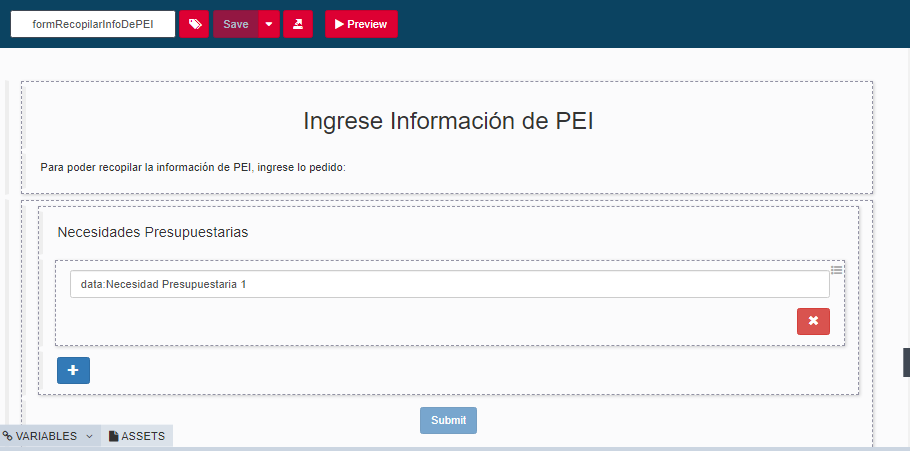 formRecopilarInfoDePEI Save Preview
Ingrese Información de PEI
Para poder recopilar la información de PEI, ingrese lo pedido:
Necesidades Presupuestarias
data:Necesidad Presupuestaria 1
Submit
VARIABLES ASSETS